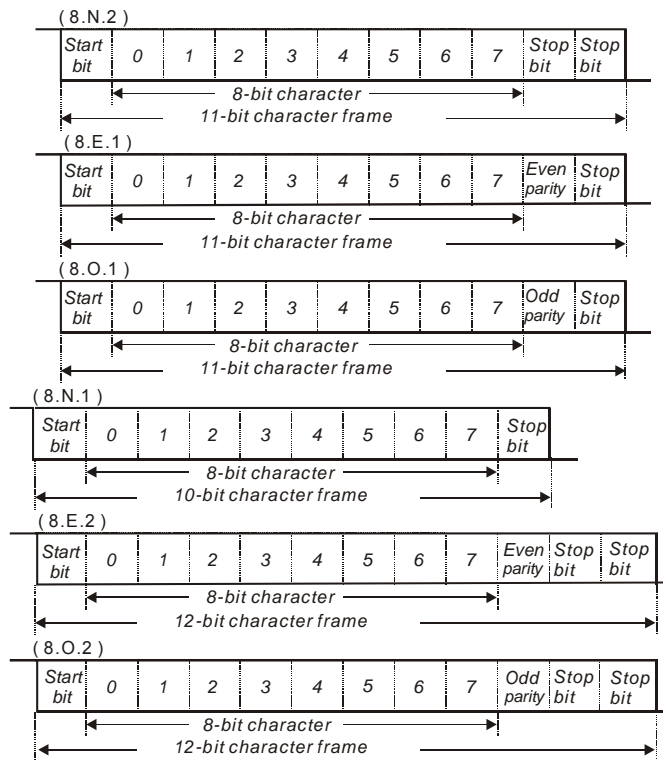 ( 8.N.2 )
Start bit 0 1 2 3 4 5 6 7 Stop bit Stop bit
8-bit character
11-bit character frame
( 8.E.1 )
Start bit 0 1 2 3 4 5 6 7 Even parity Stop bit
8-bit character
11-bit character frame
( 8.O.1 )
Start bit 0 1 2 3 4 5 6 7 Odd parity Stop bit
8-bit character
11-bit character frame
( 8.N.1 )
Start bit 0 1 2 3 4 5 6 7 Stop bit
8-bit character
10-bit character frame
( 8.E.2 )
Start bit 0 1 2 3 4 5 6 7 Even parity Stop bit Stop bit
8-bit character
12-bit character frame
( 8.O.2 )
Start bit 0 1 2 3 4 5 6 7 Odd parity Stop bit Stop bit
8-bit character
12-bit character frame